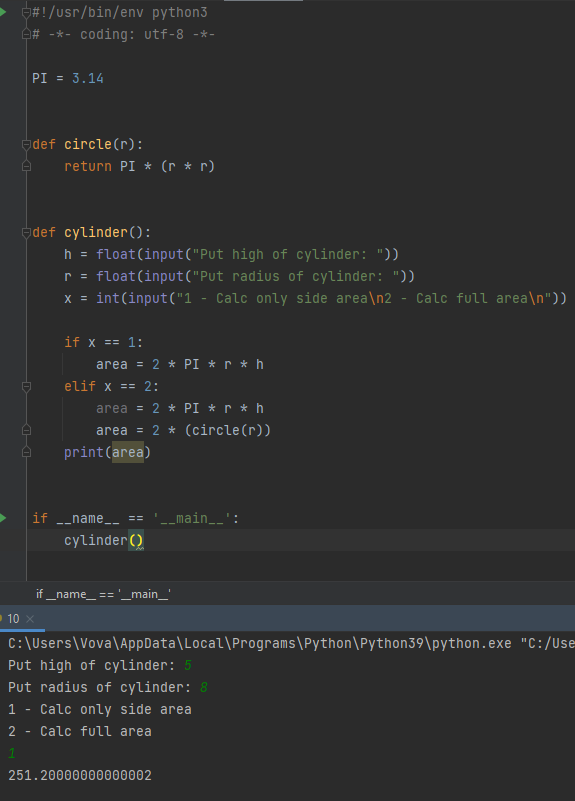 #!/usr/bin/env python3
# -*- coding: utf-8 -*-
PI = 3.14
def circle(r):
return PI * (r * r)
def cylinder():
h = float(input("Put high of cylinder: "))
r = float(input("Put radius of cylinder: "))
x = int(input("1 - Calc only side area\n2 - Calc full area\n"))
if x == 1:
area = 2 * PI * r * h
elif x == 2:
area = 2 * PI * r * h
area = 2 * (circle(r))
print(area)
if __name__ == '__main__':
cylinder()
if __name__ == '__main__'
10
C:\Users\Vova\AppData\Local\Programs\Python\Python39\python.exe "C:/Use
Put high of cylinder: 5
Put radius of cylinder: 8
1 - Calc only side area
2 - Calc full area
1
251.20000000000002